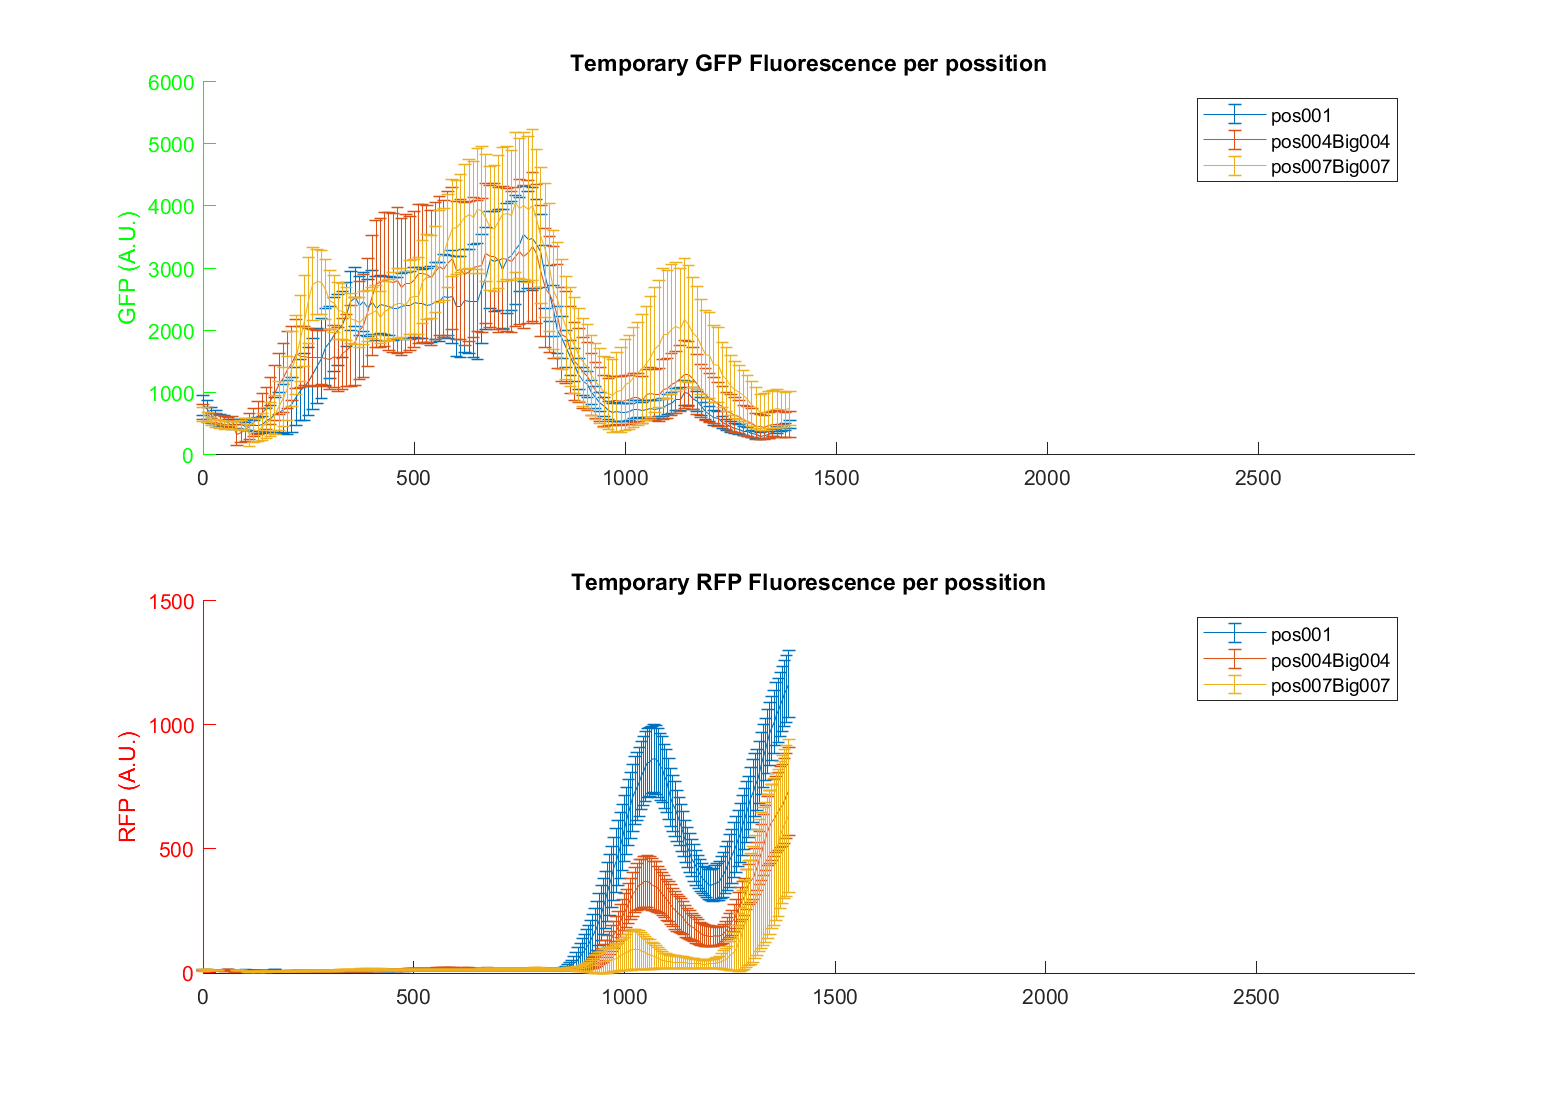 Temporary GFP Fluorescence per possition
6000
5000
4000
3000
2000
1000
0
GFP (A.U.)
pos001
pos004Big004
pos007Big007
0 500 1000 1500 2000 2500
Temporary RFP Fluorescence per possition
1500
1000
500
0
RFP (A.U.)
pos001
pos004Big004
pos007Big007
0 500 1000 1500 2000 2500